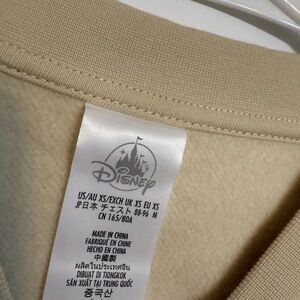 Disney
US/AU XS/EXCH UK XS EU XS
JP日本 チェスト 88-96 M
CN 165/80A
MADE IN CHINA
FABRIQUÉ EN CHINE
HECHO EN CHINA
中國製
ผลิตในประเทศจีน
DIBUAT DI TIONGKOK
SẢN XUẤT TẠI TRUNG QUỐC
중국산